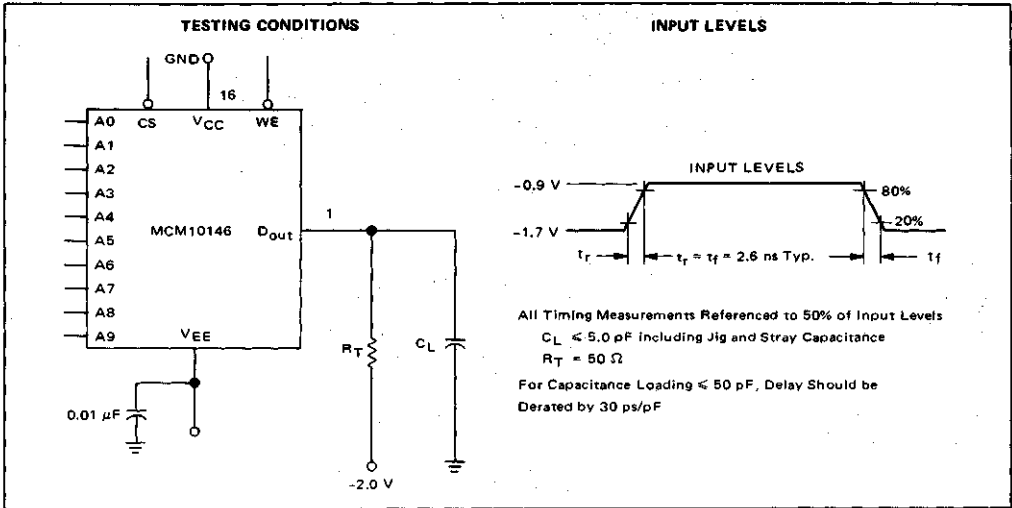 TESTING CONDITIONS
INPUT LEVELS
GND
16
CS
VCC
WE
A0
A1
A2
A3
A4
A5
A6
A7
A8
A9
MCM10146
Dout
1
VEE
0.01 μF
RT
CL
-2.0 V
INPUT LEVELS
-0.9 V
80%
20%
-1.7 V
tr
tr = tf = 2.6 ns Typ.
tf
All Timing Measurements Referenced to 50% of Input Levels
CL ≤ 5.0 pF including Jig and Stray Capacitance
RT = 50 Ω
For Capacitance Loading ≤ 50 pF, Delay Should be
Derated by 30 ps/pF